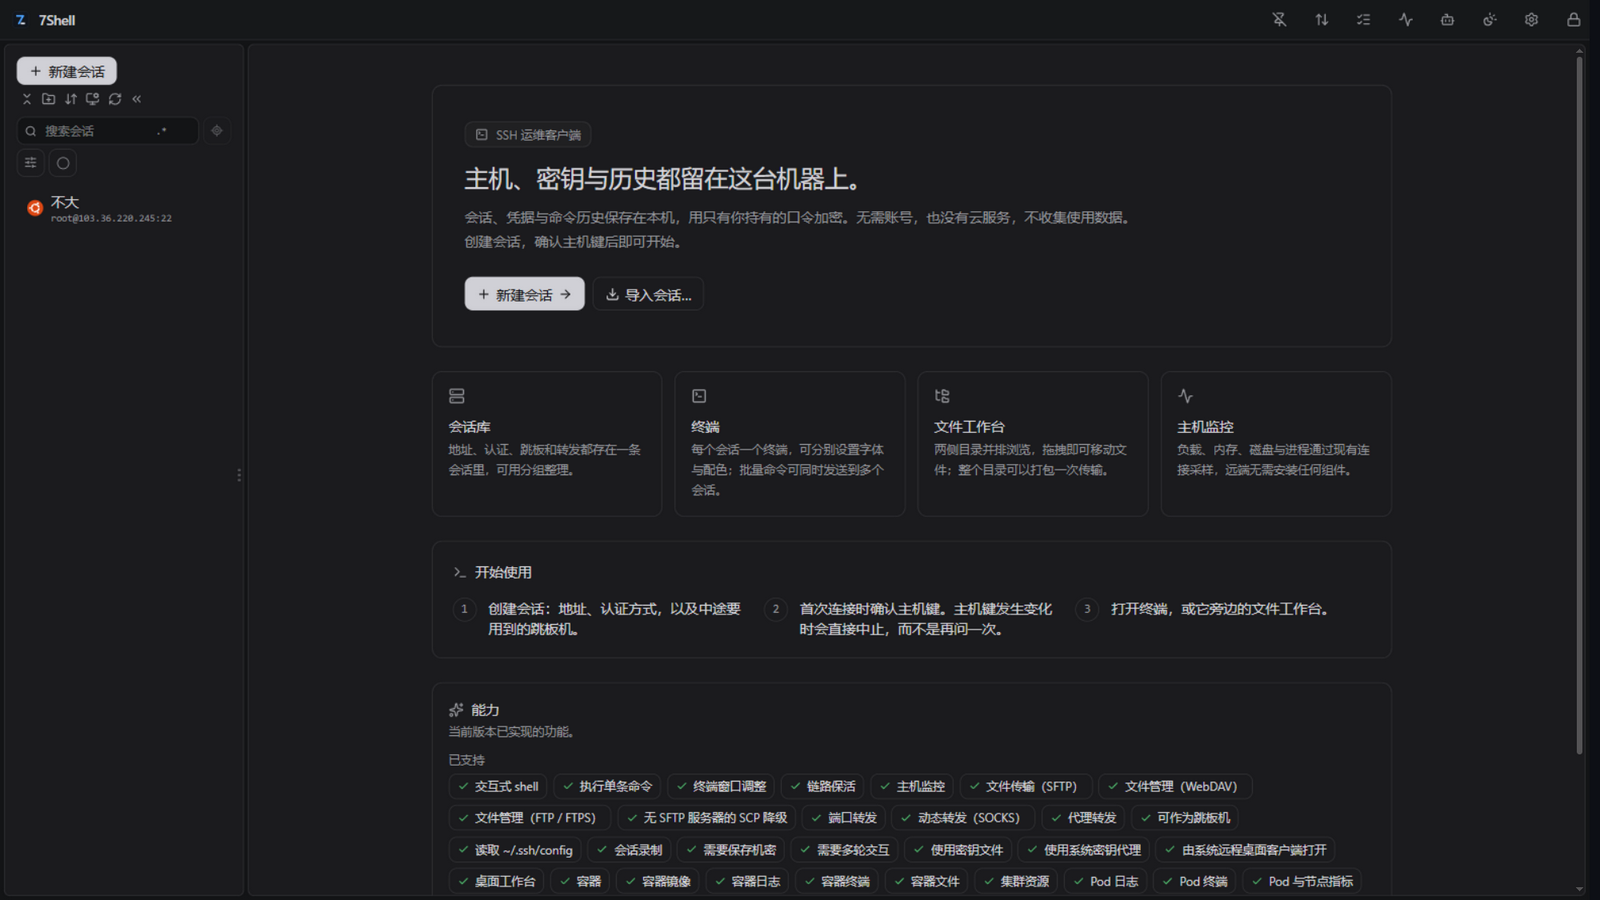 7Shell
新建会话
搜索会话
.*
不大
root@103.36.220.245:22
SSH 运维客户端
主机、密钥与历史都留在这台机器上。
会话、凭据与命令历史保存在本机，用只有你持有的口令加密。无需账号，也没有云服务，不收集使用数据。
创建会话，确认主机键后即可开始。
新建会话
导入会话...
会话库
地址、认证、跳板和转发都存在一条
会话里，可用分组整理。
终端
每个会话一个终端，可分别设置字体
与配色；批量命令可同时发送到多个
会话。
文件工作台
两侧目录并排浏览，拖拽即可移动文
件；整个目录可以打包一次传输。
主机监控
负载、内存、磁盘与进程通过现有连
接采样，远端无需安装任何组件。
开始使用
1 创建会话：地址、认证方式，以及中途要
用到的跳板机。
2 首次连接时确认主机键。主机键发生变化
时会直接中止，而不是再问一次。
3 打开终端，或它旁边的文件工作台。
能力
当前版本已实现的功能。
已支持
交互式 shell 执行单条命令 终端窗口调整 链路保活 主机监控 文件传输（SFTP） 文件管理（WebDAV）
文件管理（FTP / FTPS） 无 SFTP 服务器的 SCP 降级 端口转发 动态转发（SOCKS） 代理转发 可作为跳板机
读取 ~/.ssh/config 会话录制 需要保存机密 需要多轮交互 使用密钥文件 使用系统密钥代理 由系统远程桌面客户端打开
桌面工作台 容器 容器镜像 容器日志 容器终端 容器文件 集群资源 Pod 日志 Pod 终端 Pod 与节点指标